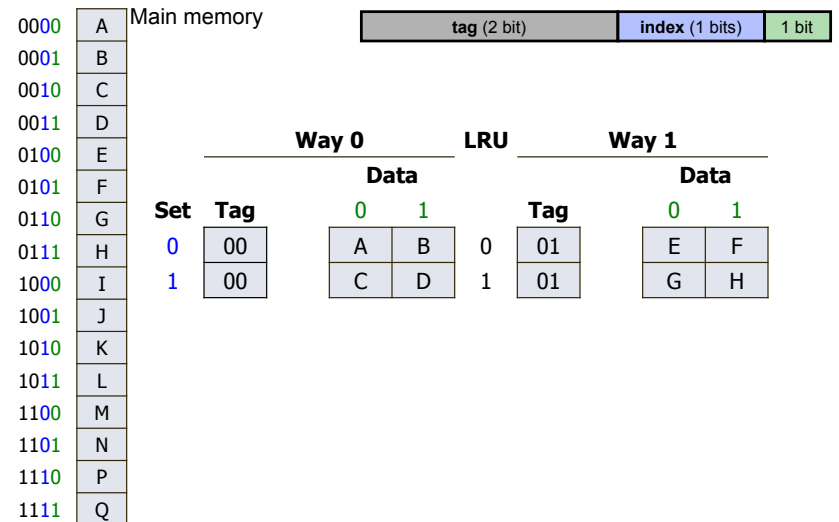 Main memory
tag (2 bit) index (1 bits) 1 bit
0000 A
0001 B
0010 C
0011 D
0100 E
0101 F
0110 G
0111 H
1000 I
1001 J
1010 K
1011 L
1100 M
1101 N
1110 P
1111 Q
Way 0 LRU Way 1
Data Data
Set Tag 0 1 Tag 0 1
0 00 A B 0 01 E F
1 00 C D 1 01 G H